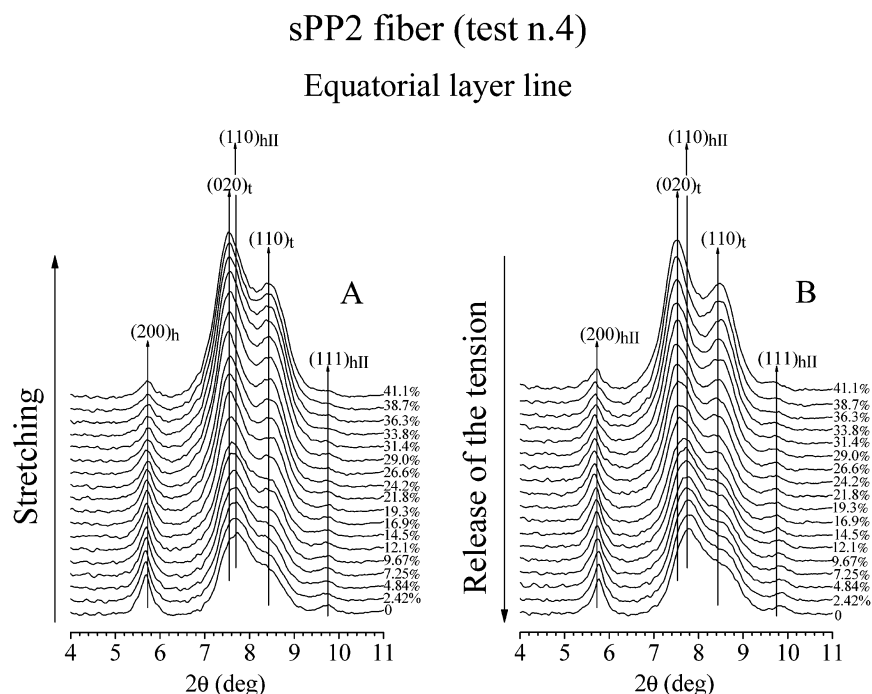 sPP2 fiber (test n.4)
Equatorial layer line
Stretching
A
(200)h
(020)t
(110)hII
(110)t
(111)hII
41.1%
38.7%
36.3%
33.8%
31.4%
29.0%
26.6%
24.2%
21.8%
19.3%
16.9%
14.5%
12.1%
9.67%
7.25%
4.84%
2.42%
0
4 5 6 7 8 9 10 11
2θ (deg)
Release of the tension
B
(200)hII
(020)t
(110)hII
(110)t
(111)hII
41.1%
38.7%
36.3%
33.8%
31.4%
29.0%
26.6%
24.2%
21.8%
19.3%
16.9%
14.5%
12.1%
9.67%
7.25%
4.84%
2.42%
0
4 5 6 7 8 9 10 11
2θ (deg)